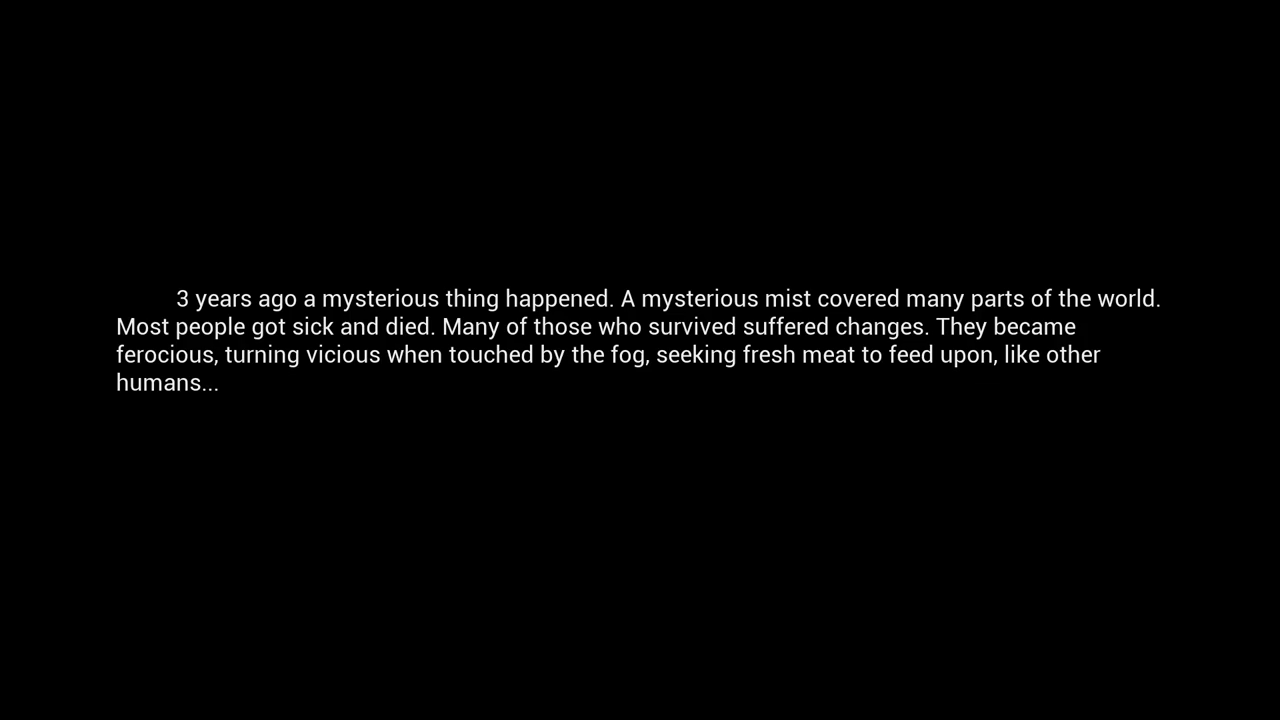 3 years ago a mysterious thing happened. A mysterious mist covered many parts of the world.
Most people got sick and died. Many of those who survived suffered changes. They became
ferocious, turning vicious when touched by the fog, seeking fresh meat to feed upon, like other
humans...